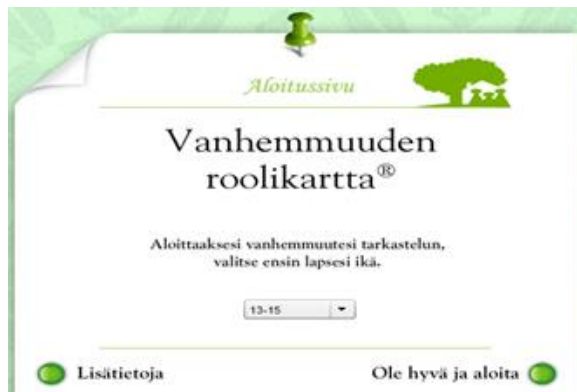 Aloitussivu
Vanhemmuuden
roolikartta®
Aloittaaksesi vanhemmuutesi tarkastelun,
valitse ensin lapsesi ikä.
13-15
Lisätietoja
Ole hyvä ja aloita